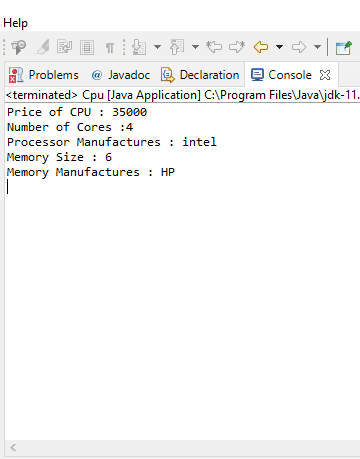 Help
Problems @ Javadoc Declaration Console
<terminated> Cpu [Java Application] C:\Program Files\Java\jdk-11.
Price of CPU : 35000
Number of Cores :4
Processor Manufactures : intel
Memory Size : 6
Memory Manufactures : HP